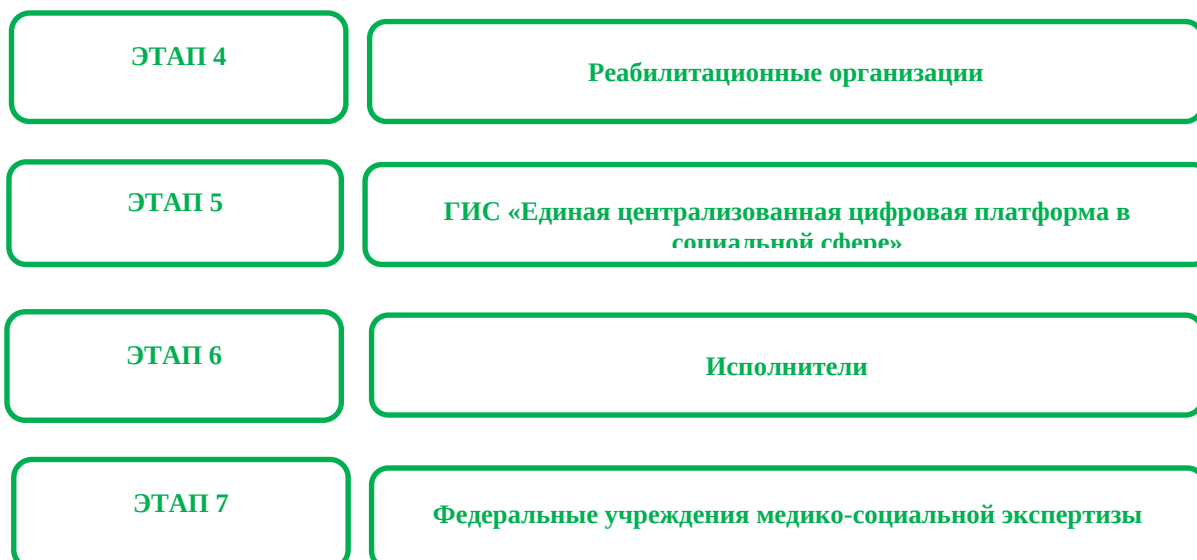 ЭТАП 4
Реабилитационные организации
ЭТАП 5
ГИС «Единая централизованная цифровая платформа в
социальной сфере»
ЭТАП 6
Исполнители
ЭТАП 7
Федеральные учреждения медико-социальной экспертизы